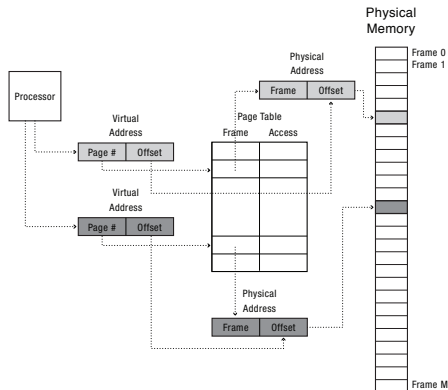 Physical
Memory
Frame 0
Frame 1
Physical
Address
Frame Offset
Processor
Virtual
Address
Page # Offset
Page Table
Frame Access
Virtual
Address
Page # Offset
Physical
Address
Frame Offset
Frame M